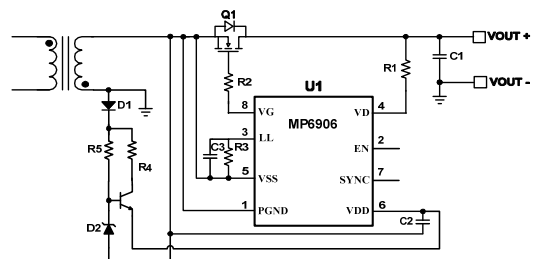 Q1
VOUT +
C1
R1
R2
VOUT -
U1
D1
MP6906
8
VG
VD
4
3
LL
EN
2
R5
R4
C3
R3
5
VSS
SYNC
7
1
PGND
VDD
6
D2
C2